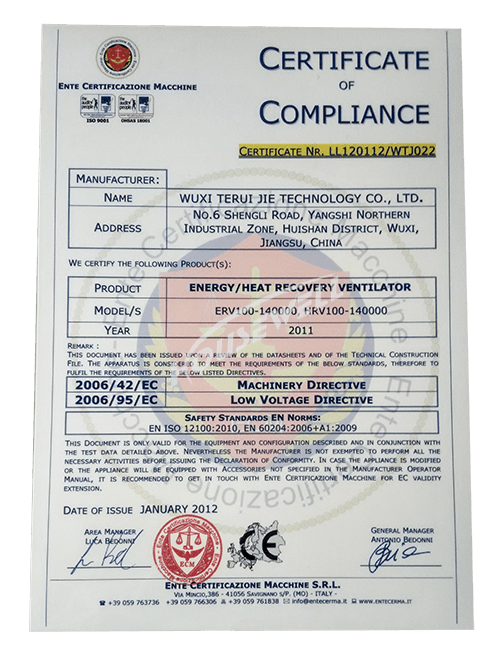 CERTIFICATE
OF
COMPLIANCE
ENTE CERTIFICAZIONE MACCHINE
ISO 9001 OHSAS 18001
CERTIFICATE NR. LL120112/WTJ022
MANUFACTURER:
NAME WUXI TERUI JIE TECHNOLOGY CO., LTD.
ADDRESS NO.6 SHENGLI ROAD, YANGSHI NORTHERN
INDUSTRIAL ZONE, HUISHAN DISTRICT, WUXI,
JIANGSU, CHINA
WE CERTIFY THE FOLLOWING PRODUCT(S):
PRODUCT ENERGY/HEAT RECOVERY VENTILATOR
MODEL/S ERV100-140000, HRV100-140000
YEAR 2011
REMARK :
THIS DOCUMENT HAS BEEN ISSUED UPON A REVIEW OF THE DATASHEETS AND OF THE TECHNICAL CONSTRUCTION
FILE. THE APPARATUS IS CONSIDERED TO MEET THE REQUIREMENTS OF THE BELOW STANDARDS, THEREFORE TO
FULFIL THE REQUIREMENTS OF THE BELOW LISTED DIRECTIVES.
2006/42/EC MACHINERY DIRECTIVE
2006/95/EC LOW VOLTAGE DIRECTIVE
SAFETY STANDARDS EN NORMS:
EN ISO 12100:2010, EN 60204:2006+A1:2009
THIS DOCUMENT IS ONLY VALID FOR THE EQUIPMENT AND CONFIGURATION DESCRIBED AND IN CONJUNCTION WITH
THE TEST DATA DETAILED ABOVE. NEVERTHELESS THE MANUFACTURER IS NOT EXEMPTED TO PERFORM ALL THE
NECESSARY ACTIVITIES BEFORE ISSUING THE DECLARATION OF CONFORMITY. IN CASE THE APPLIANCE IS MODIFIED
OR THE APPLIANCE WILL BE EQUIPPED WITH ACCESSORIES NOT SPECIFIED IN THE MANUFACTURER OPERATOR
MANUAL, IT IS RECOMMENDED TO GET IN TOUCH WITH ENTE CERTIFICAZIONE MACCHINE FOR EC VALIDITY
EXTENSION.
DATE OF ISSUE JANUARY 2012
AREA MANAGER
LUCA BEDONNI
GENERAL MANAGER
ANTONIO BEDONNI
Ente Certificazione Macchine
ECM
CE
ENTE CERTIFICAZIONE MACCHINE S.R.L.
VIA MINCIO,386 - 41056 SAVIGNANO S/P. (MO) - ITALY -
+39 059 763736 +39 059 766306 +39 059 761838 info@entecerma.it WWW.ENTECERMA.IT